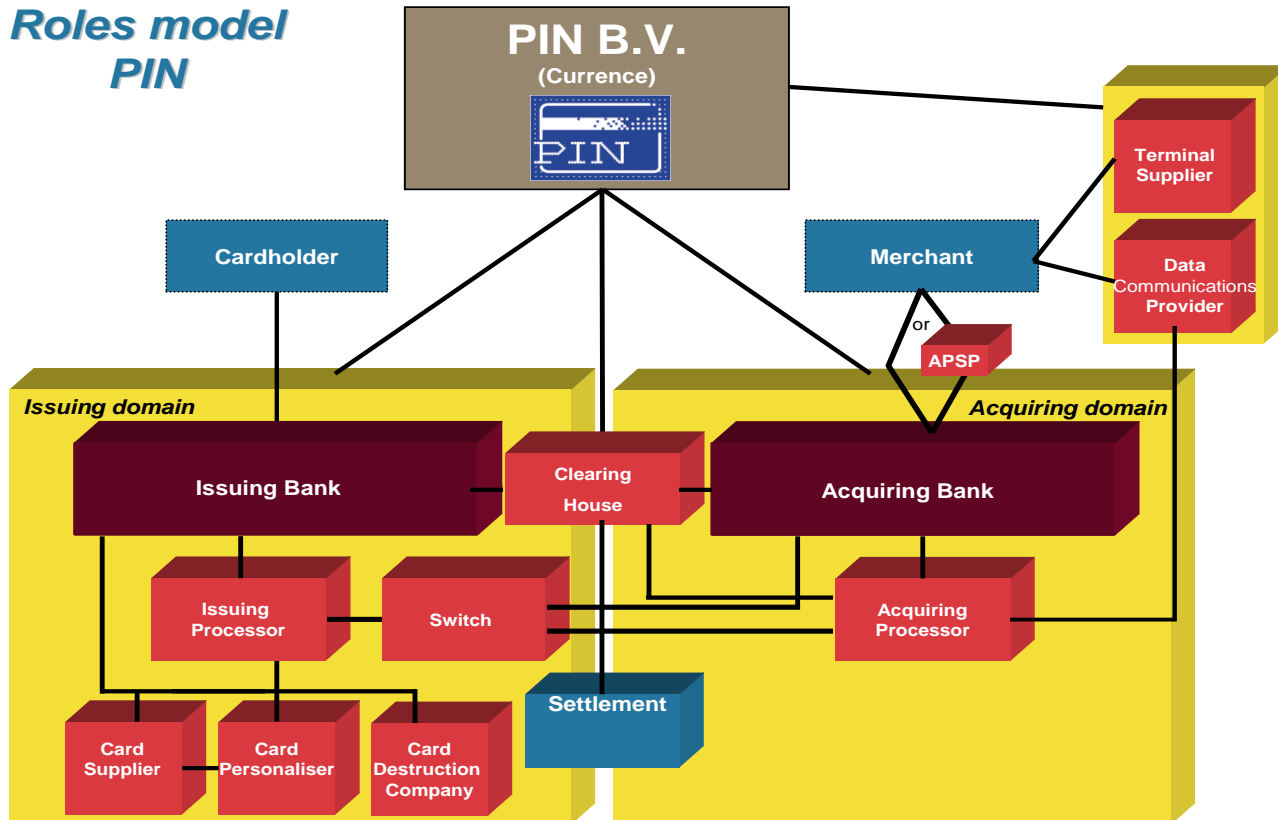 Roles model
PIN
PIN B.V.
(Currence)
PIN
Terminal
Supplier
Cardholder
Merchant
Data
Communications
Provider
or
APSP
Issuing domain
Acquiring domain
Issuing Bank
Clearing
House
Acquiring Bank
Issuing
Processor
Switch
Acquiring
Processor
Settlement
Card
Supplier
Card
Personaliser
Card
Destruction
Company